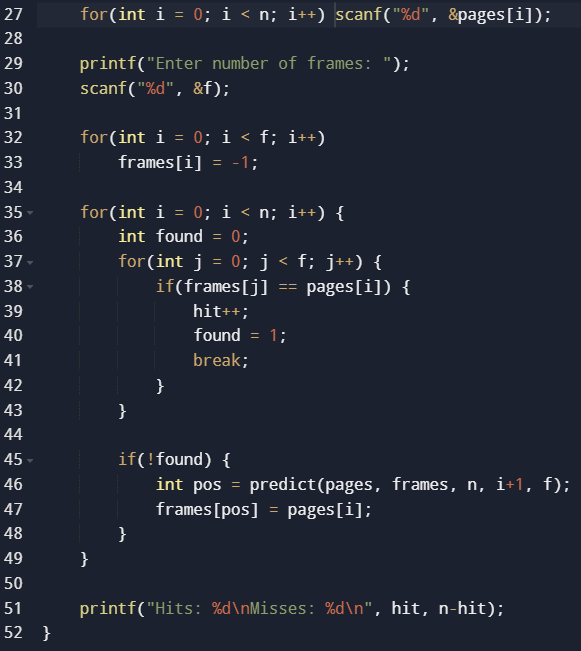 27 for(int i = 0; i < n; i++) scanf("%d", &pages[i]);
28
29 printf("Enter number of frames: ");
30 scanf("%d", &f);
31
32 for(int i = 0; i < f; i++)
33 frames[i] = -1;
34
35 for(int i = 0; i < n; i++) {
36 int found = 0;
37 for(int j = 0; j < f; j++) {
38 if(frames[j] == pages[i]) {
39 hit++;
40 found = 1;
41 break;
42 }
43 }
44
45 if(!found) {
46 int pos = predict(pages, frames, n, i+1, f);
47 frames[pos] = pages[i];
48 }
49 }
50
51 printf("Hits: %d\nMisses: %d\n", hit, n-hit);
52 }